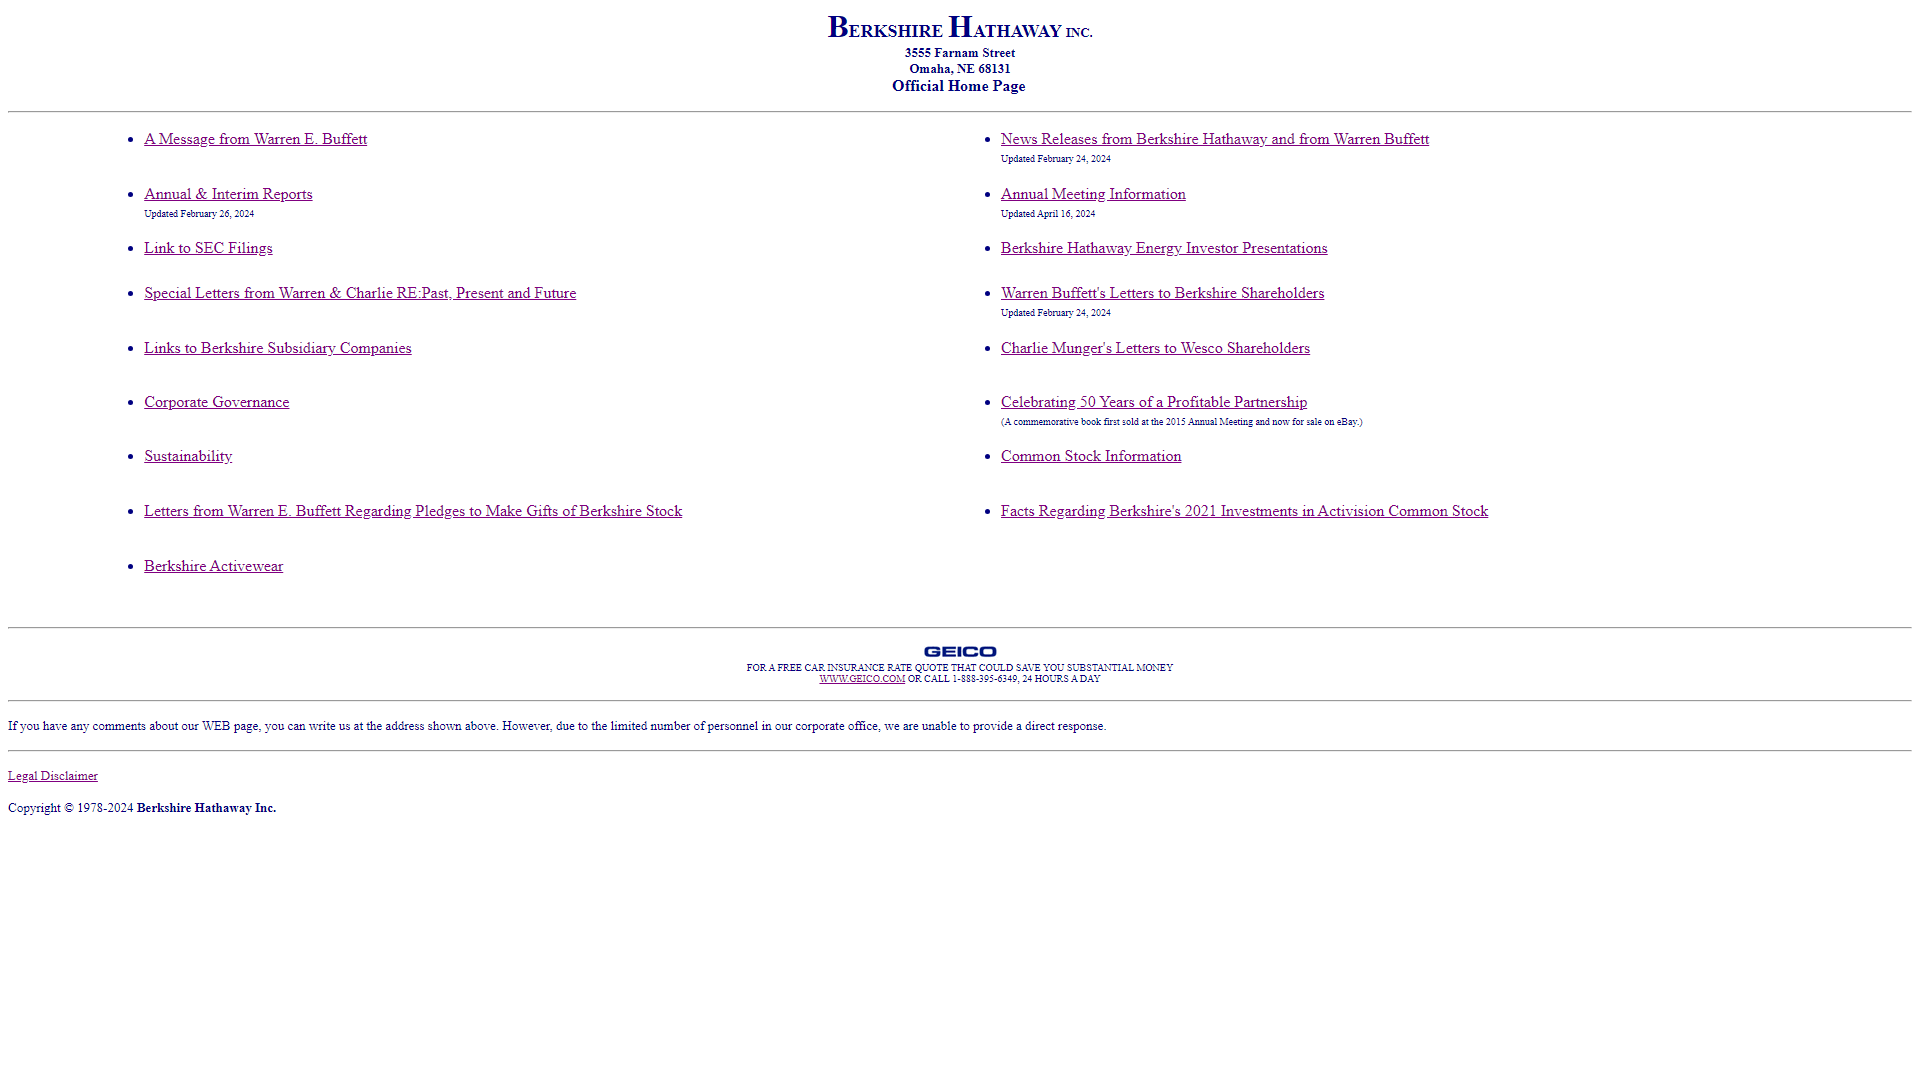 BERKSHIRE HATHAWAY INC.
3555 Farnam Street
Omaha, NE 68131
Official Home Page
A Message from Warren E. Buffett
News Releases from Berkshire Hathaway and from Warren Buffett
Updated February 24, 2024
Annual & Interim Reports
Updated February 26, 2024
Annual Meeting Information
Updated April 16, 2024
Link to SEC Filings
Berkshire Hathaway Energy Investor Presentations
Special Letters from Warren & Charlie RE:Past, Present and Future
Warren Buffett's Letters to Berkshire Shareholders
Updated February 24, 2024
Links to Berkshire Subsidiary Companies
Charlie Munger's Letters to Wesco Shareholders
Corporate Governance
Celebrating 50 Years of a Profitable Partnership
(A commemorative book first sold at the 2015 Annual Meeting and now for sale on eBay.)
Sustainability
Common Stock Information
Letters from Warren E. Buffett Regarding Pledges to Make Gifts of Berkshire Stock
Facts Regarding Berkshire's 2021 Investments in Activision Common Stock
Berkshire Activewear
GEICO
FOR A FREE CAR INSURANCE RATE QUOTE THAT COULD SAVE YOU SUBSTANTIAL MONEY
WWW.GEICO.COM OR CALL 1-888-395-6349, 24 HOURS A DAY
If you have any comments about our WEB page, you can write us at the address shown above. However, due to the limited number of personnel in our corporate office, we are unable to provide a direct response.
Legal Disclaimer
Copyright © 1978-2024 Berkshire Hathaway Inc.